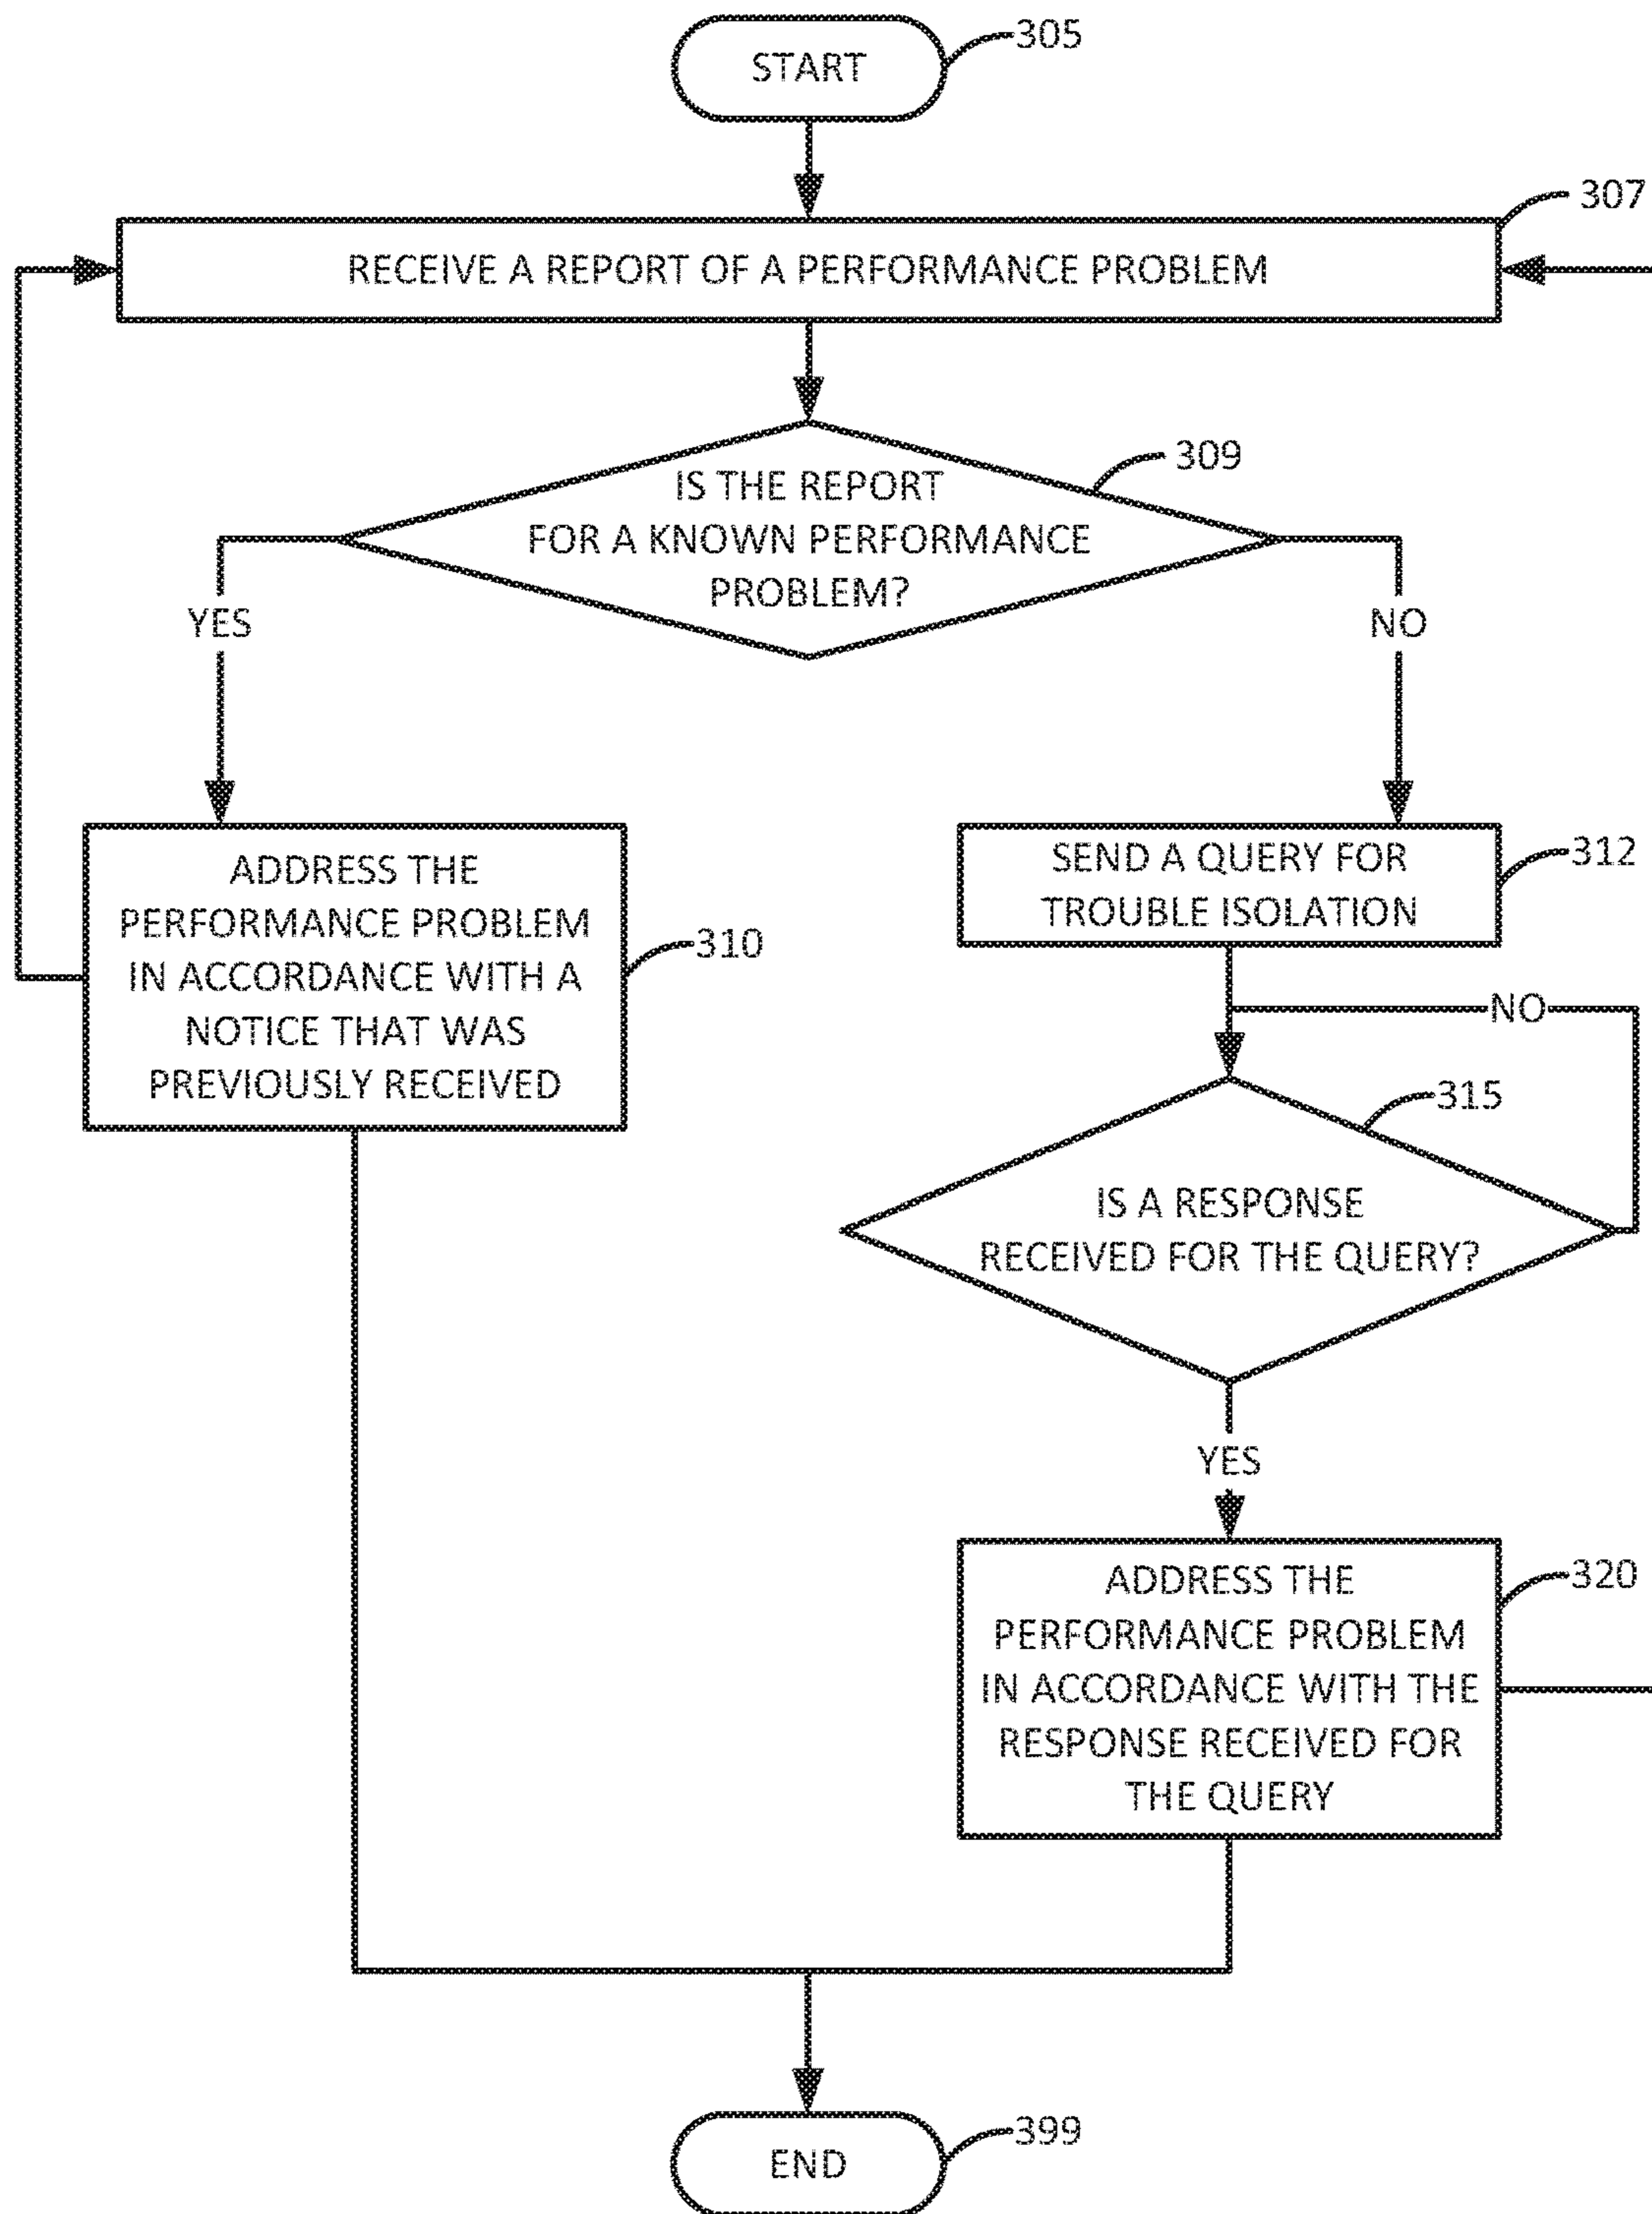 START
305
307
RECEIVE A REPORT OF A PERFORMANCE PROBLEM
309
IS THE REPORT
FOR A KNOWN PERFORMANCE
PROBLEM?
YES
NO
ADDRESS THE
PERFORMANCE PROBLEM
IN ACCORDANCE WITH A
NOTICE THAT WAS
PREVIOUSLY RECEIVED
310
SEND A QUERY FOR
TROUBLE ISOLATION
312
NO
315
IS A RESPONSE
RECEIVED FOR THE QUERY?
YES
ADDRESS THE
PERFORMANCE PROBLEM
IN ACCORDANCE WITH THE
RESPONSE RECEIVED FOR
THE QUERY
320
END
399